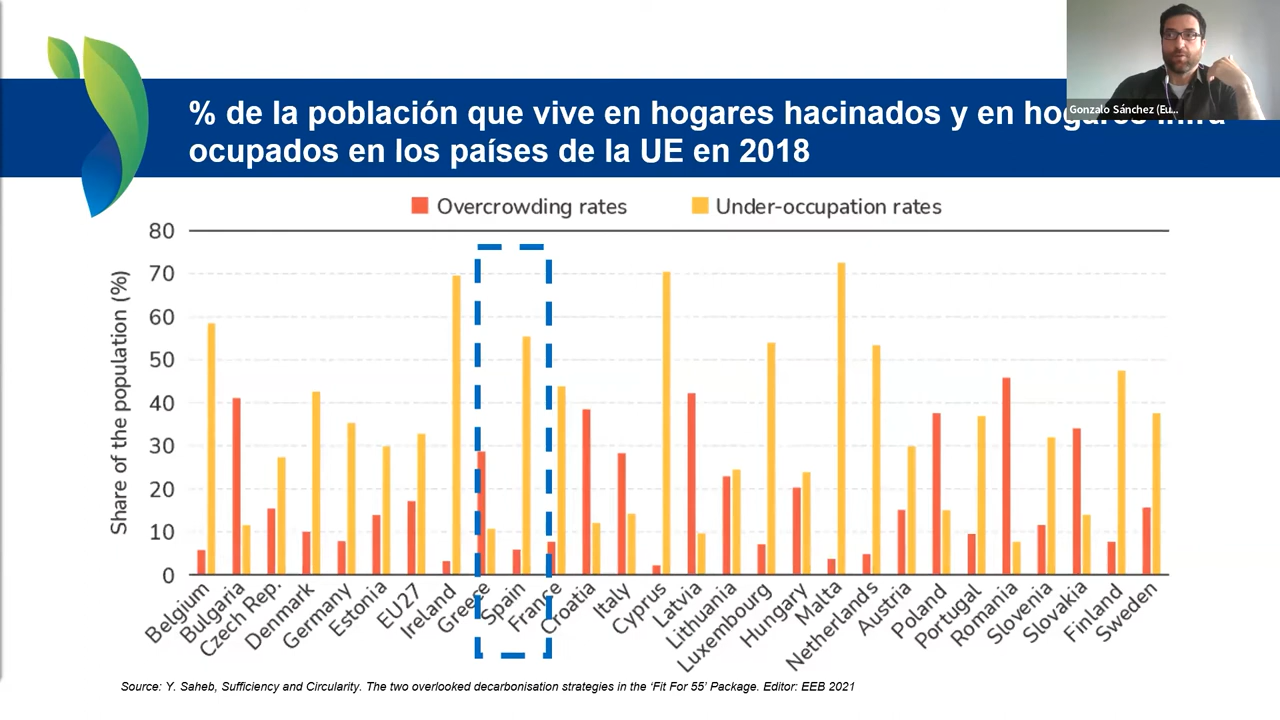 % de la población que vive en hogares hacinados y en hogares infra
ocupados en los países de la UE en 2018
Gonzalo Sánchez (Eu...
Overcrowding rates
Under-occupation rates
Share of the population (%)
80
70
60
50
40
30
20
10
0
Belgium
Bulgaria
Czech Rep.
Denmark
Germany
Estonia
EU27
Ireland
Greece
Spain
France
Croatia
Italy
Cyprus
Latvia
Lithuania
Luxembourg
Hungary
Malta
Netherlands
Austria
Poland
Portugal
Romania
Slovenia
Slovakia
Finland
Sweden
Source: Y. Saheb, Sufficiency and Circularity. The two overlooked decarbonisation strategies in the ‘Fit For 55’ Package. Editor: EEB 2021